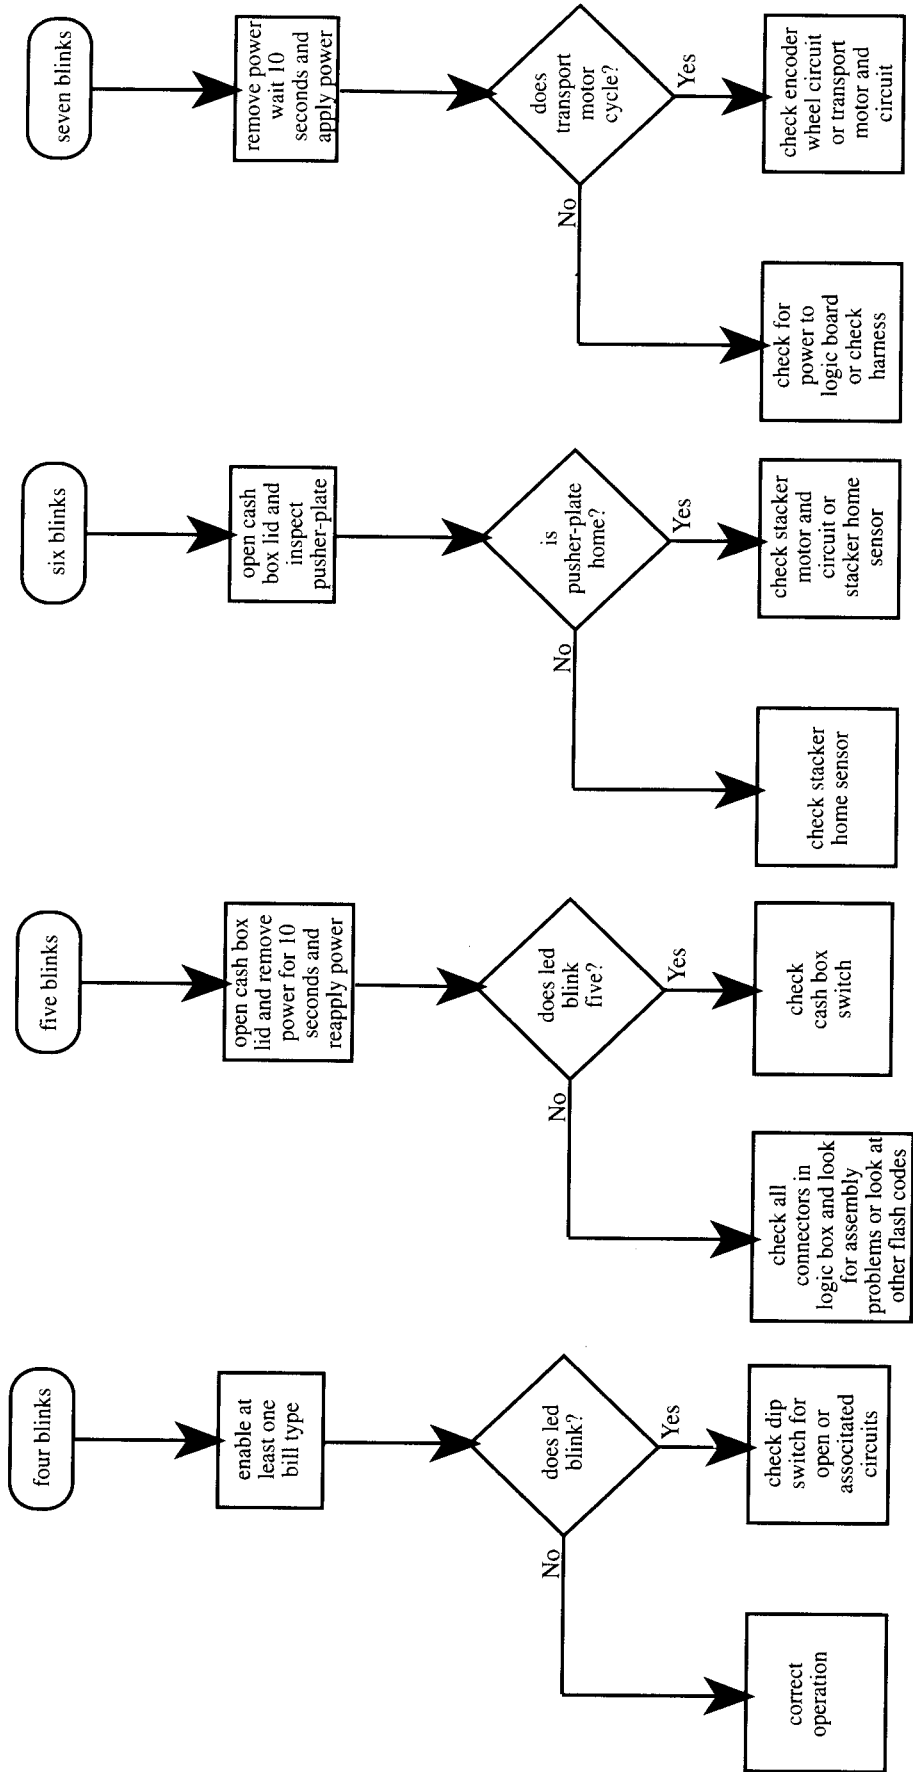 four blinks
enable at
least one
bill type
does led
blink?
No
Yes
correct
operation
check dip
switch for
open or
associtated
circuits
five blinks
open cash box
lid and remove
power for 10
seconds and
reapply power
does led
blink
five?
No
Yes
check all
connectors in
logic box and look
for assembly
problems or look at
other flash codes
check
cash box
switch
six blinks
open cash
box lid and
inspect
pusher-plate
is
pusher-plate
home?
No
Yes
check stacker
home sensor
check stacker
motor and
circuit or
stacker home
sensor
seven blinks
remove power
wait 10
seconds and
apply power
does
transport
motor
cycle?
No
Yes
check for
power to
logic board
or check
harness
check encoder
wheel circuit
or transport
motor and
circuit